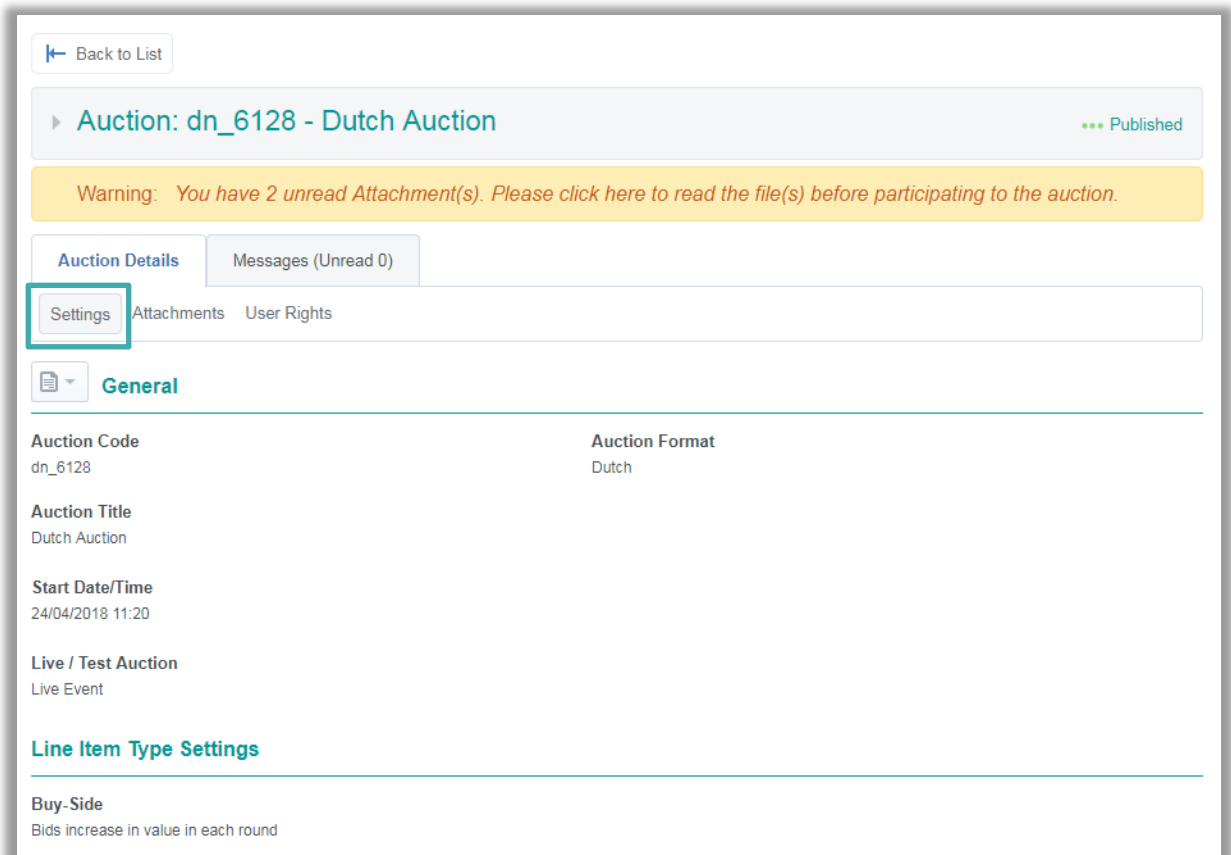 Back to List
Auction: dn_6128 - Dutch Auction
Published
Warning: You have 2 unread Attachment(s). Please click here to read the file(s) before participating to the auction.
Auction Details Messages (Unread 0)
Settings Attachments User Rights
General
Auction Code Auction Format
dn_6128 Dutch
Auction Title
Dutch Auction
Start Date/Time
24/04/2018 11:20
Live / Test Auction
Live Event
Line Item Type Settings
Buy-Side
Bids increase in value in each round